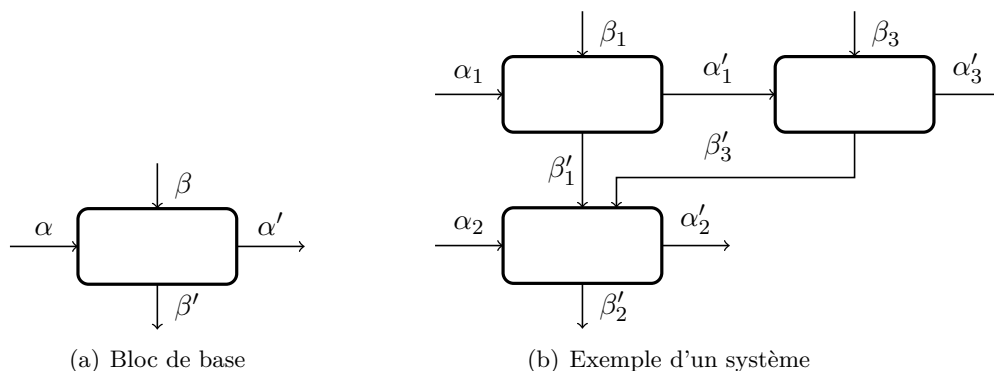 β₁
β₃
α₁
α′₁
α′₃
β′₁
β′₃
β
α
α′
β′
α₂
α′₂
β′₂
(a) Bloc de base
(b) Exemple d'un système